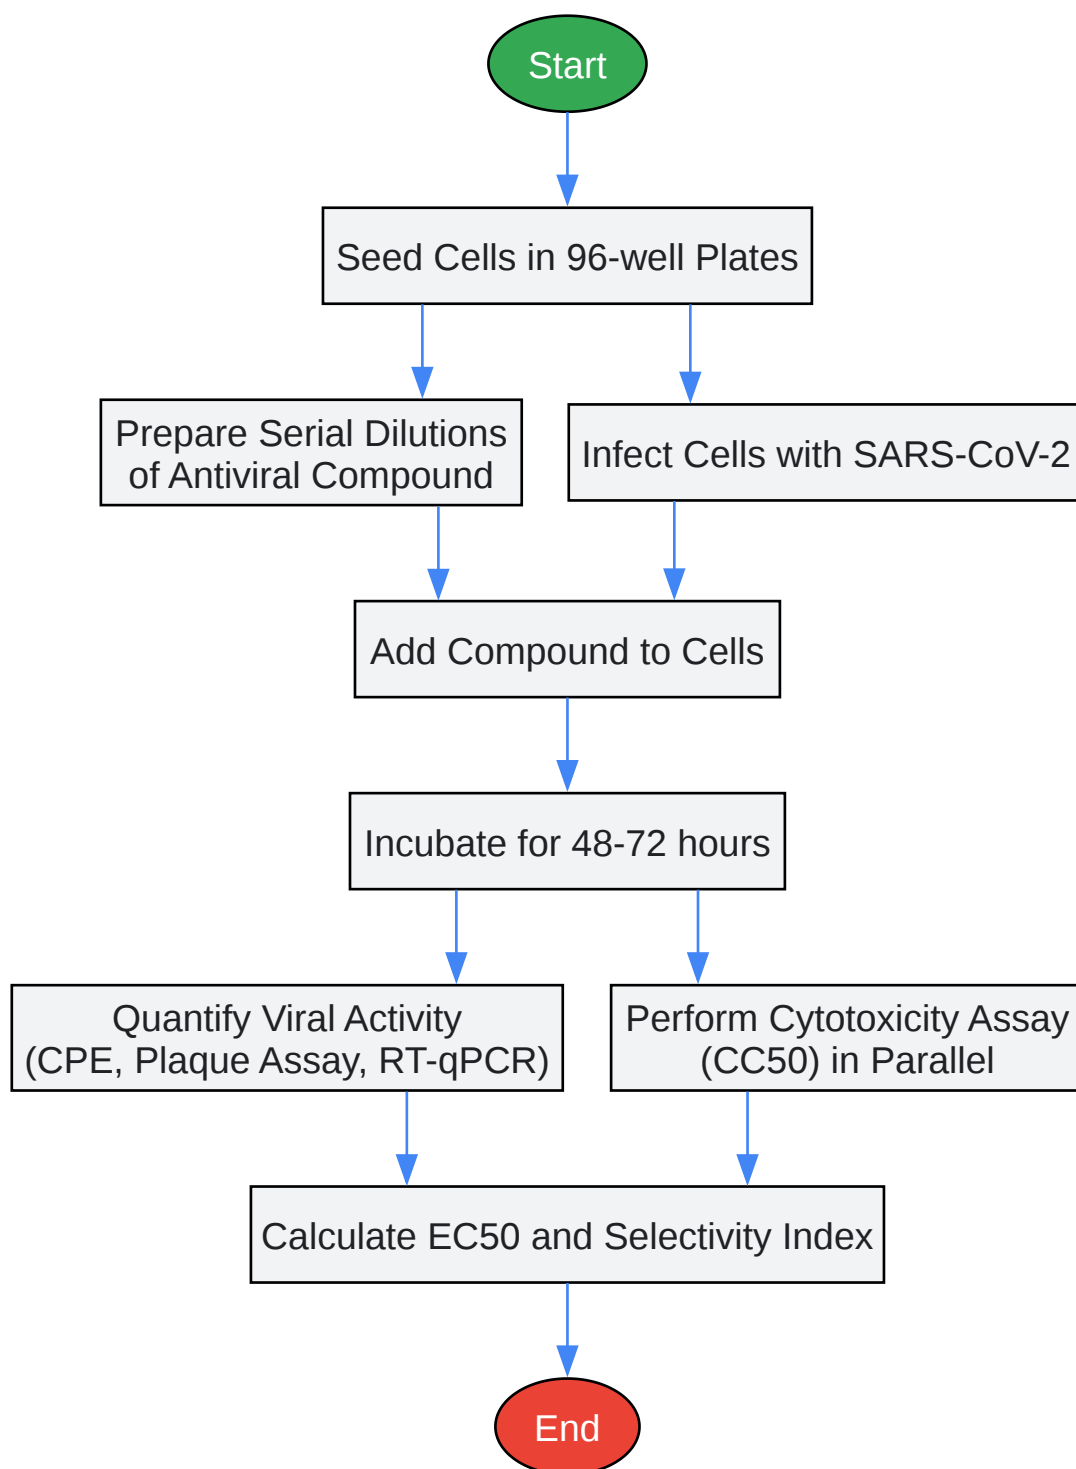 Start
Seed Cells in 96-well Plates
Prepare Serial Dilutions
of Antiviral Compound
Infect Cells with SARS-CoV-2
Add Compound to Cells
Incubate for 48-72 hours
Quantify Viral Activity
(CPE, Plaque Assay, RT-qPCR)
Perform Cytotoxicity Assay
(CC50) in Parallel
Calculate EC50 and Selectivity Index
End